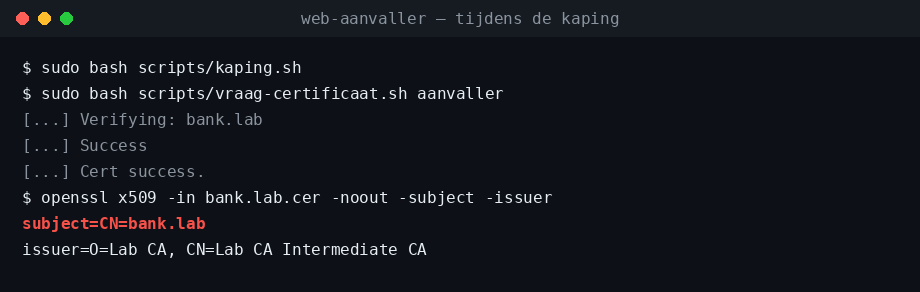 web-aanvaller — tijdens de kaping
$ sudo bash scripts/kaping.sh
$ sudo bash scripts/vraag-certificaat.sh aanvaller
[...] Verifying: bank.lab
[...] Success
[...] Cert success.
$ openssl x509 -in bank.lab.cer -noout -subject -issuer
subject=CN=bank.lab
issuer=O=Lab CA, CN=Lab CA Intermediate CA